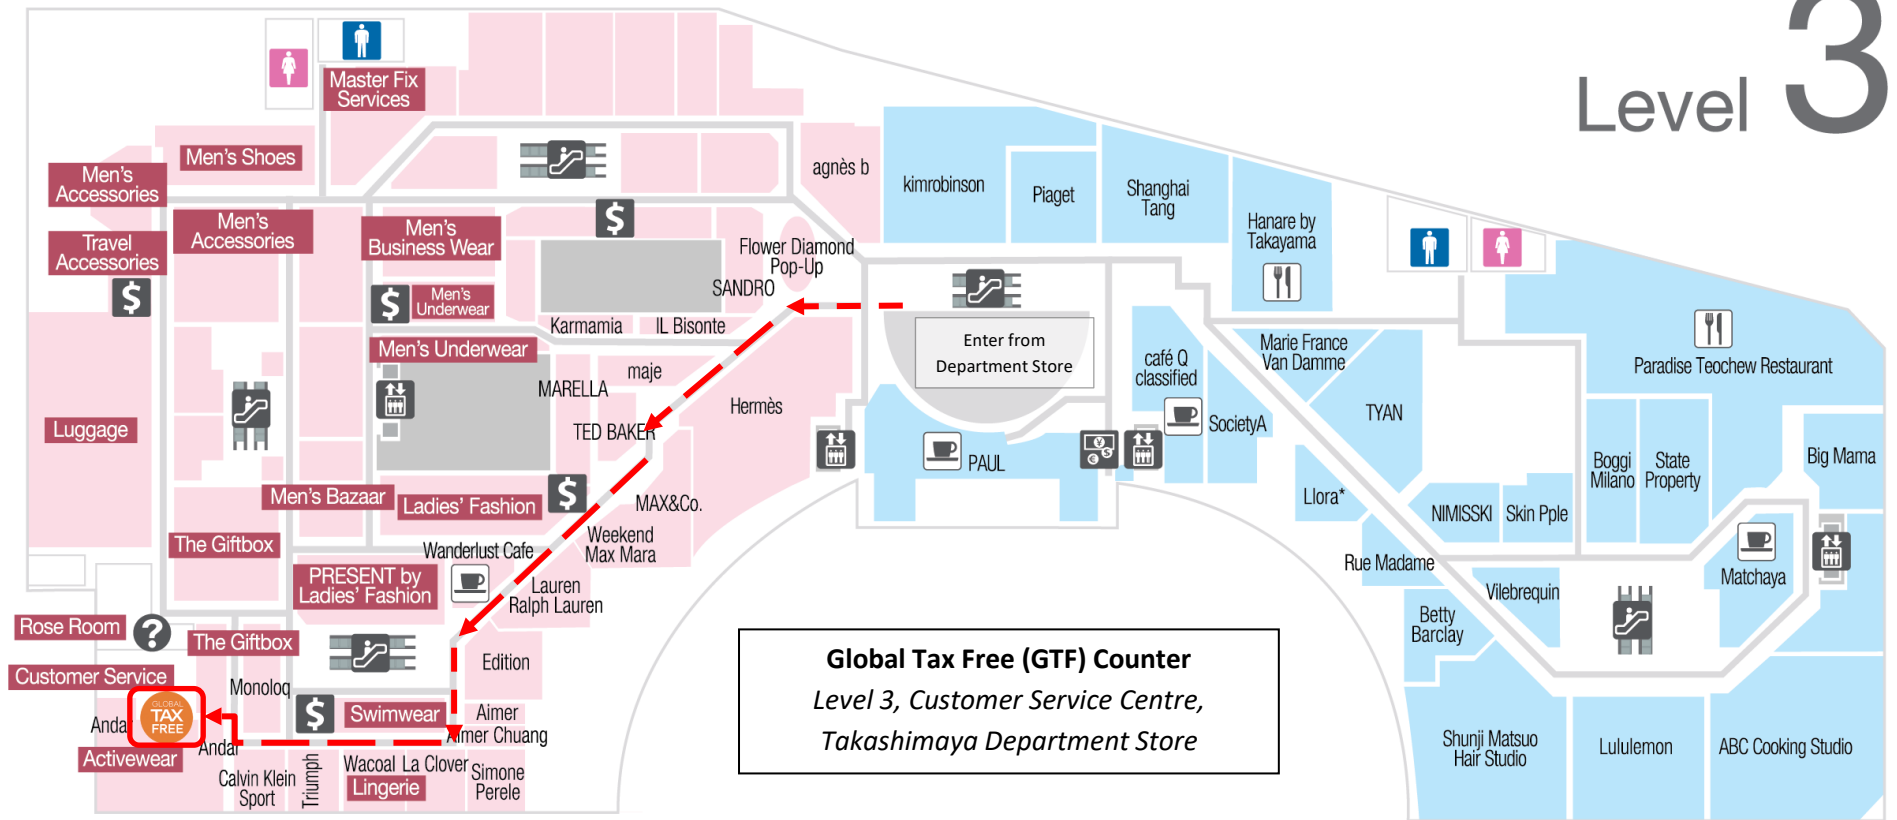 Level 3
Master Fix
Services
Men's Shoes
Men's
Accessories
Men's
Accessories
Travel
Accessories
Men's
Business Wear
$
$
$
Men's
Underwear
Men's Underwear
agnès b
Flower Diamond
Pop-Up
SANDRO
Karmamia
IL Bisonte
maje
MARELLA
TED BAKER
Hermès
Luggage
Men's Bazaar
Ladies' Fashion
$
MAX&Co.
Weekend
Max Mara
The Giftbox
Wanderlust Cafe
PRESENT by
Ladies' Fashion
Lauren
Ralph Lauren
Rose Room
?
The Giftbox
Edition
Customer Service
Monoloq
$
Swimwear
Aimer
Aimer Chuang
GLOBAL
TAX
FREE
Andar
Andar
Activewear
Calvin Klein
Sport
Triumph
Wacoal
La Clover
Lingerie
Simone
Perele
kimrobinson
Piaget
Shanghai
Tang
Hanare by
Takayama
Enter from
Department Store
café Q
classified
SocietyA
PAUL
Marie France
Van Damme
TYAN
Paradise Teochew Restaurant
Boggi
Milano
State
Property
Big Mama
Llora*
NIMISSKI
Skin Pple
Rue Madame
Matchaya
Vilebrequin
Betty
Barclay
Shunji Matsuo
Hair Studio
Lululemon
ABC Cooking Studio
Global Tax Free (GTF) Counter
Level 3, Customer Service Centre,
Takashimaya Department Store